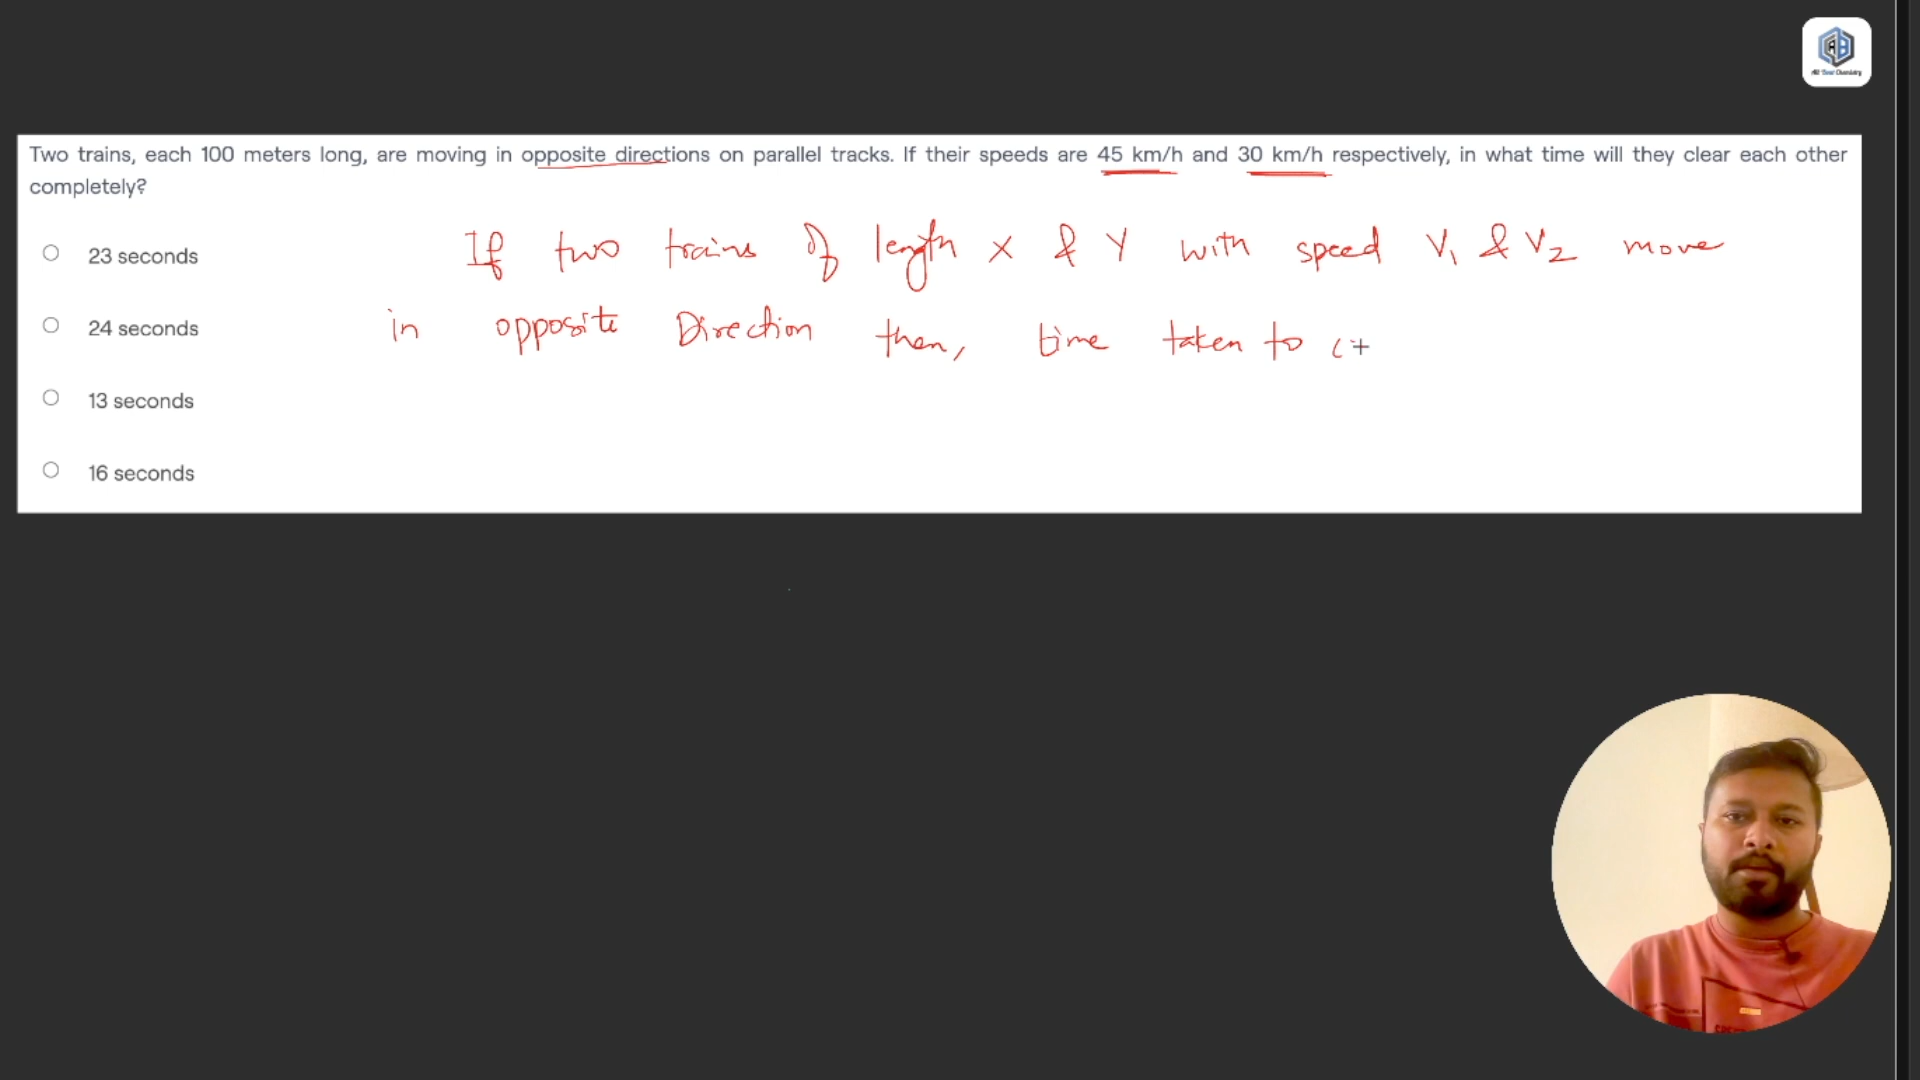 All 'Bout Chemistry
Two trains, each 100 meters long, are moving in opposite directions on parallel tracks. If their speeds are 45 km/h and 30 km/h respectively, in what time will they clear each other
completely?
If two trains of length X & Y with speed V1 & V2 move
23 seconds
in opposite Direction then, time taken to
24 seconds
13 seconds
16 seconds